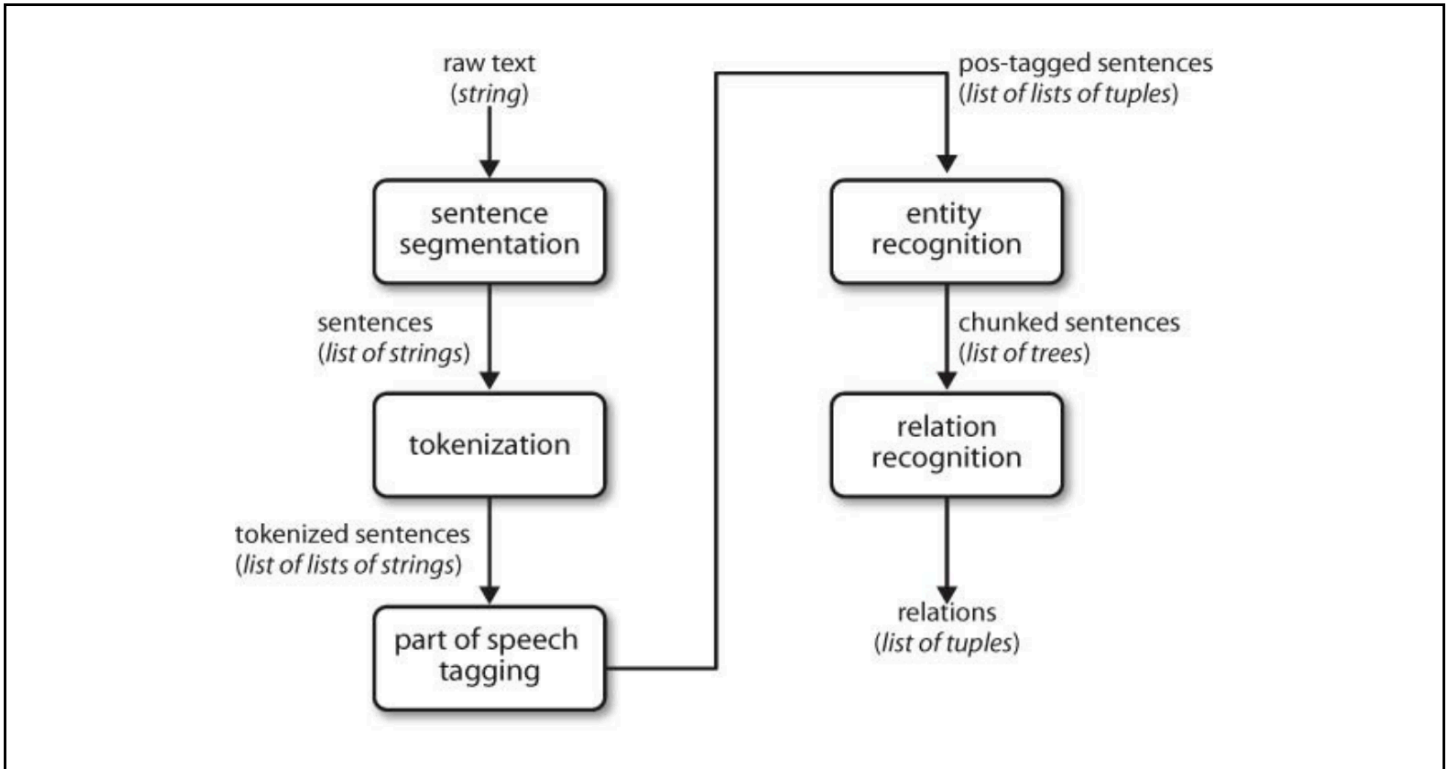 raw text
(string)
sentence
segmentation
sentences
(list of strings)
tokenization
tokenized sentences
(list of lists of strings)
part of speech
tagging
pos-tagged sentences
(list of lists of tuples)
entity
recognition
chunked sentences
(list of trees)
relation
recognition
relations
(list of tuples)